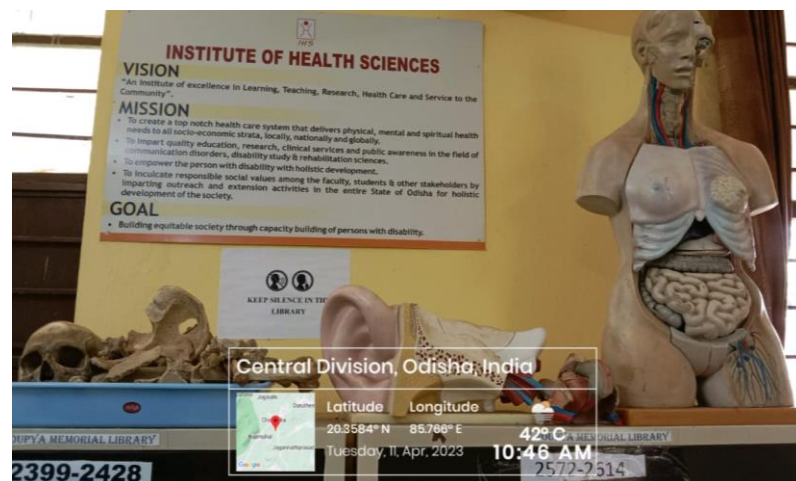 IHS
INSTITUTE OF HEALTH SCIENCES
VISION
"An Institute of excellence in Learning, Teaching, Research, Health Care and Service to the
Community".
MISSION
• To create a top notch health care system that delivers physical, mental and spiritual health
needs to all socio-economic strata, locally, nationally and globally.
• To impart quality education, research, clinical services and public awareness in the field of
communication disorders, disability study & rehabilitation sciences.
• To empower the person with disability with holistic development.
• To inculcate responsible social values among the faculty, students & other stakeholders by
imparting outreach and extension activities in the entire State of Odisha for holistic
development of the society.
GOAL
• Building equitable society through capacity building of persons with disability.
KEEP SILENCE IN THE
LIBRARY
Central Division, Odisha, India
Latitude Longitude
20.3584° N 85.766° E
42° C
Tuesday, 11, Apr, 2023
10:46 AM
Google
OUPYA MEMORIAL LIBRARY
MEMORIAL LIBRARY
2399-2428
2572-2614